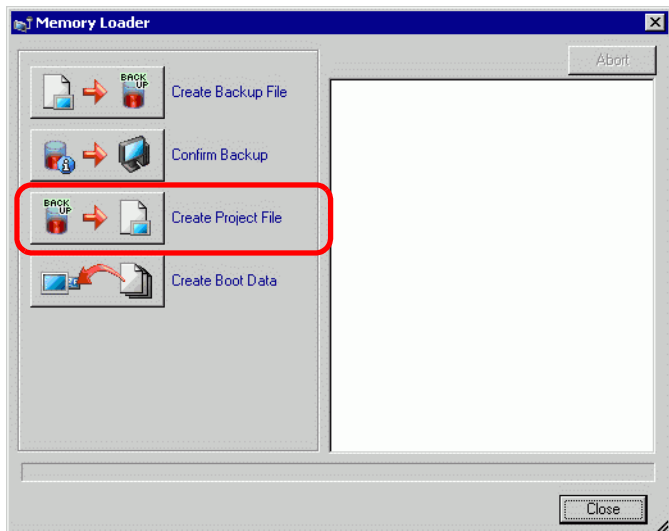 Memory Loader
Abort
BACK
UP
Create Backup File
Confirm Backup
BACK
UP
Create Project File
Create Boot Data
Close